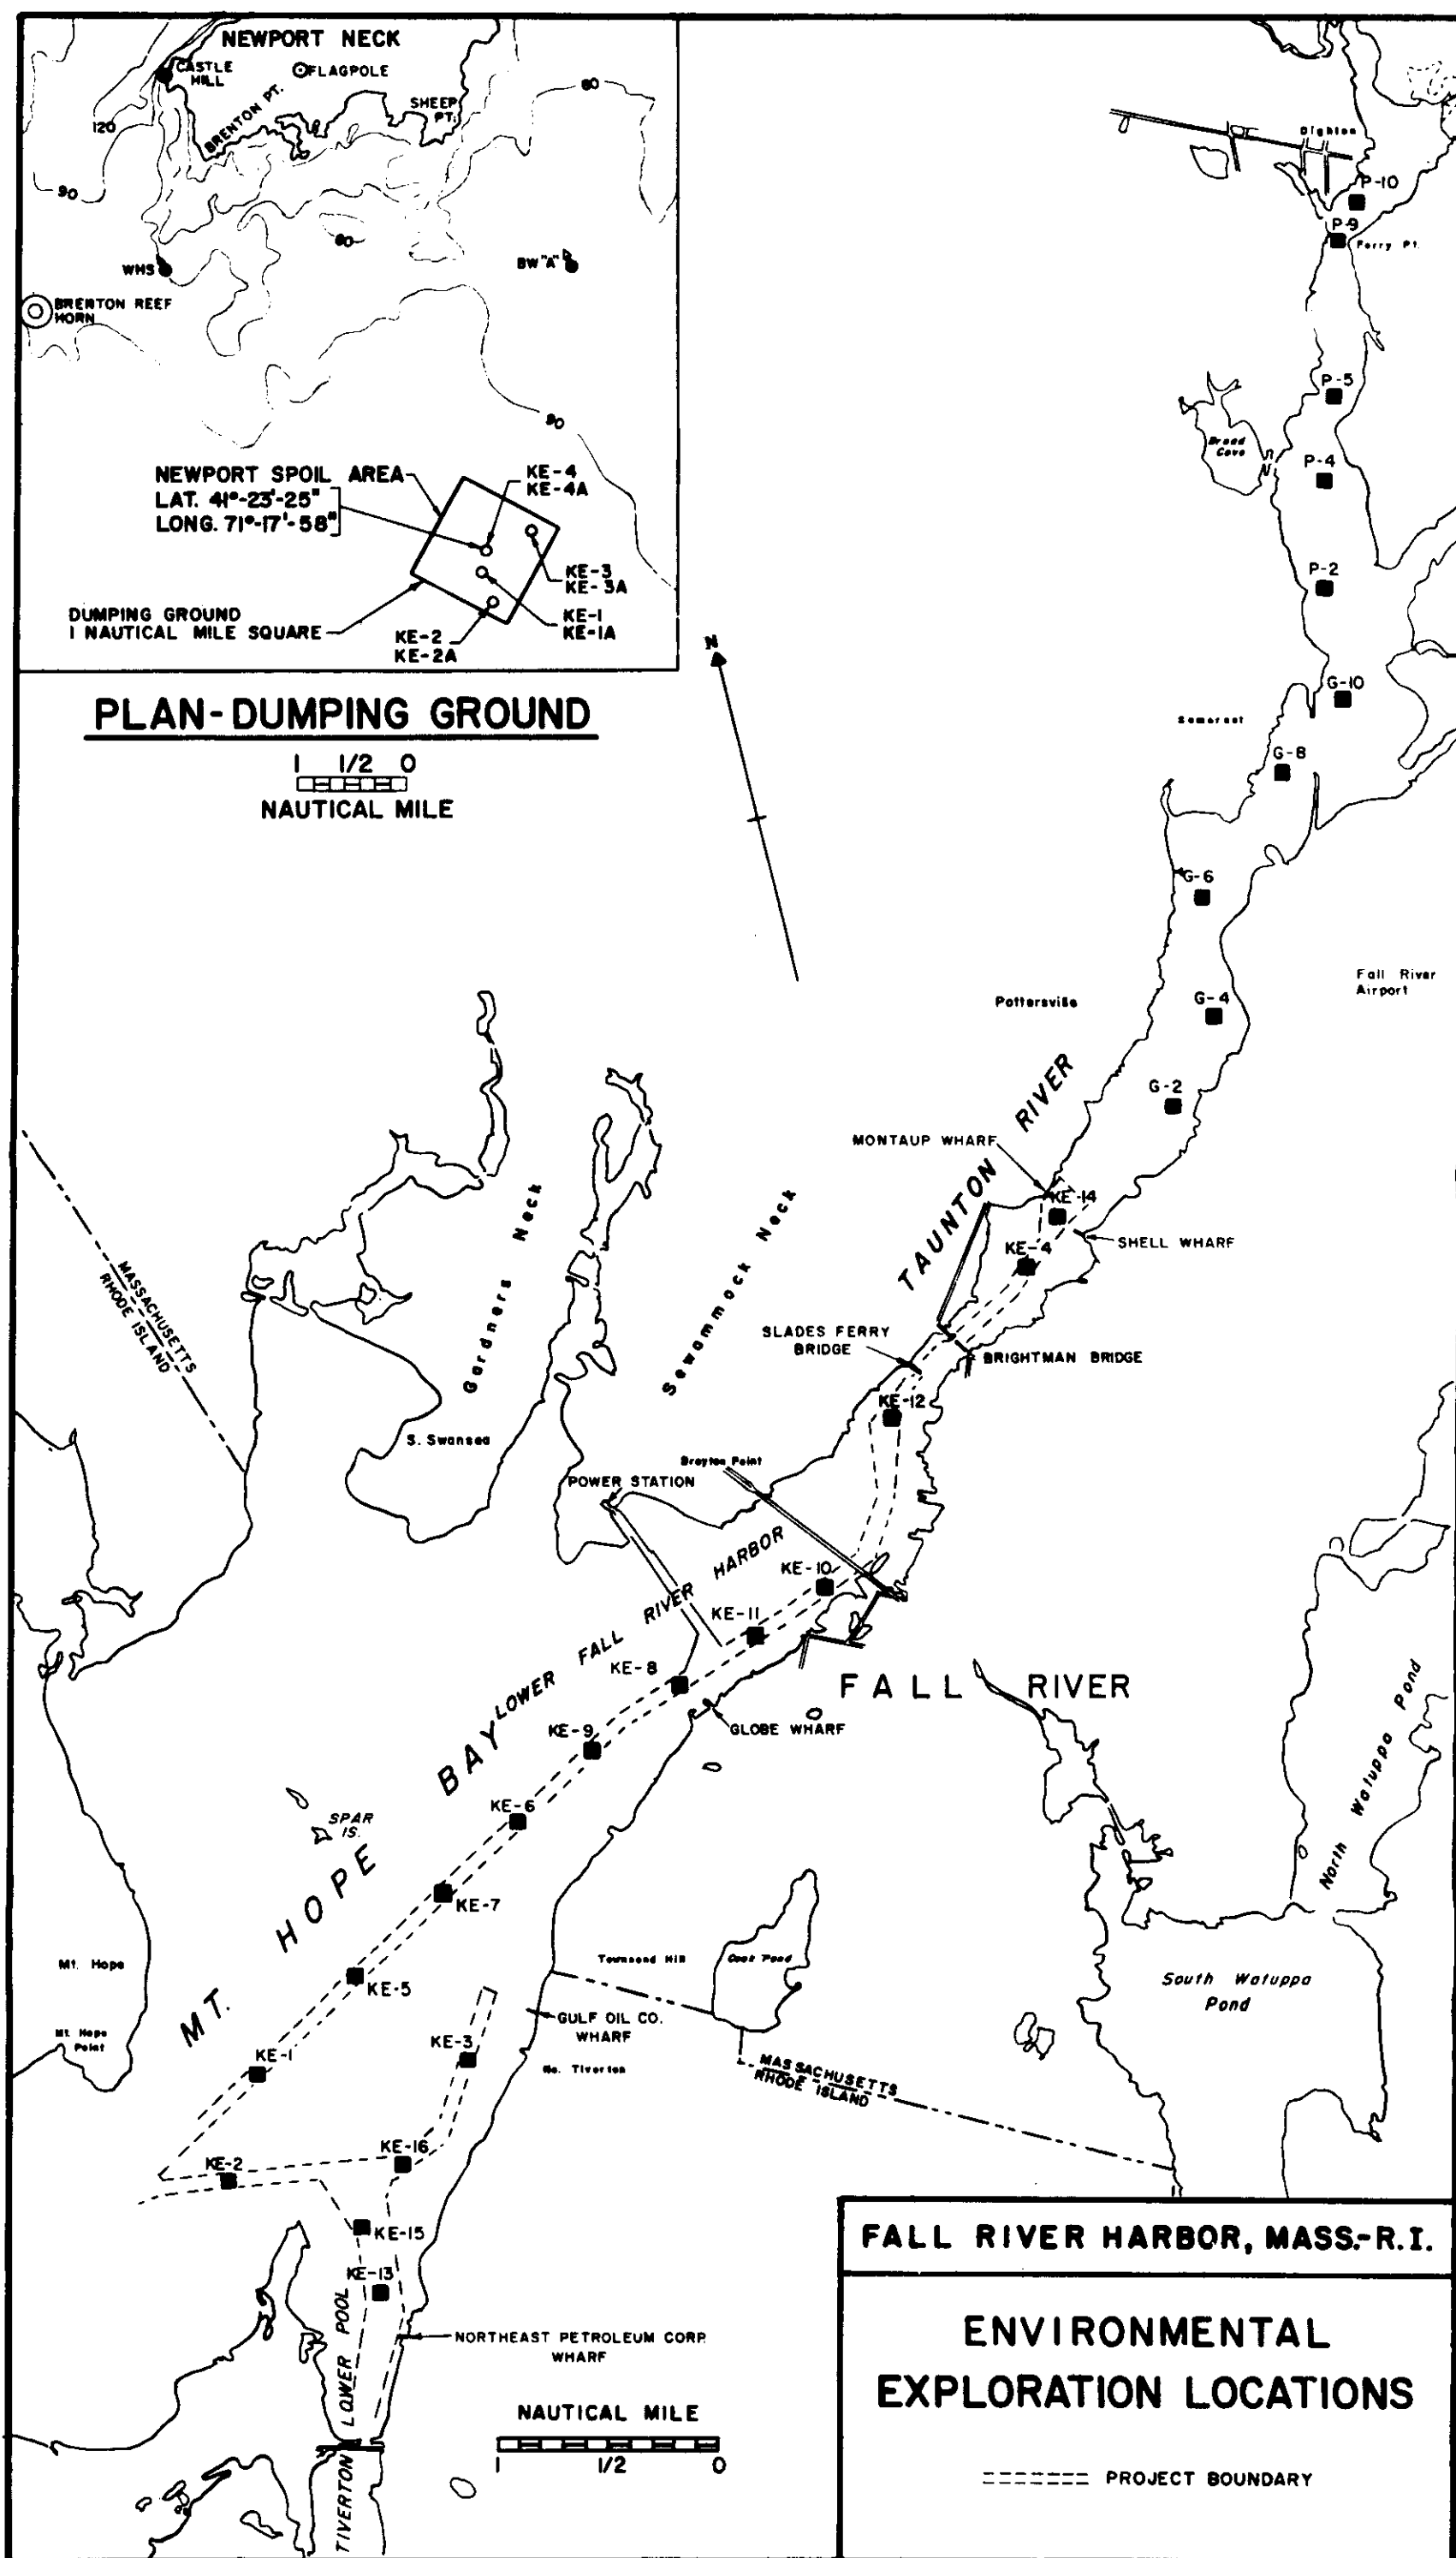 NEWPORT NECK
CASTLE
HILL
FLAGPOLE
BRENTON PT.
SHEEP
PT.
120
60
90
60
WHS
BW"A"
BRENTON REEF
HORN
90
NEWPORT SPOIL AREA
LAT. 41°-23'-25"
LONG. 71°-17'-58"
KE-4
KE-4A
KE-3
KE-3A
DUMPING GROUND
1 NAUTICAL MILE SQUARE
KE-1
KE-1A
KE-2
KE-2A
PLAN-DUMPING GROUND
1 1/2 0
NAUTICAL MILE
N
Dighton
P-10
P-9
Ferry Pt.
P-5
Broad
Cove
P-4
P-2
G-10
Somerset
G-8
G-6
Fall River
Airport
Pottersville
G-4
G-2
TAUNTON RIVER
MONTAUP WHARF
KE-14
SHELL WHARF
KE-4
MASSACHUSETTS
RHODE ISLAND
Gardners Neck
Sewammock Neck
SLADES FERRY
BRIDGE
BRIGHTMAN BRIDGE
KE-12
S. Swansea
Brayton Point
POWER STATION
LOWER FALL RIVER HARBOR
KE-10
KE-11
KE-8
FALL RIVER
KE-9
GLOBE WHARF
North Watuppa Pond
MT. HOPE BAY
KE-6
SPAR
IS.
KE-7
Mt. Hope
KE-5
Townsend Hill
Cook Pond
South Watuppa
Pond
GULF OIL CO.
WHARF
Mt. Hope
Point
KE-1
KE-3
No. Tiverton
MASSACHUSETTS
RHODE ISLAND
KE-16
KE-2
KE-15
KE-13
TIVERTON LOWER POOL
NORTHEAST PETROLEUM CORP.
WHARF
NAUTICAL MILE
1 1/2 0
FALL RIVER HARBOR, MASS.-R.I.
ENVIRONMENTAL
EXPLORATION LOCATIONS
PROJECT BOUNDARY